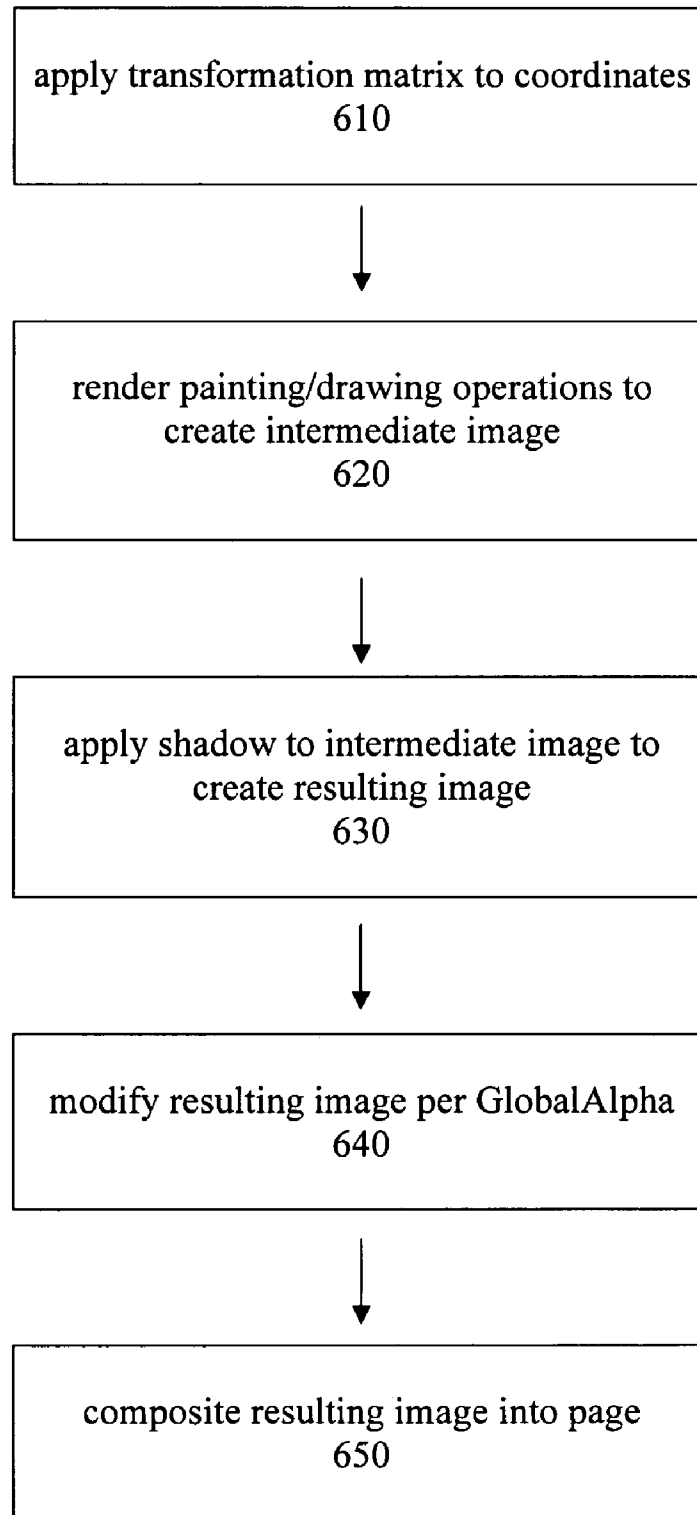 apply transformation matrix to coordinates
610
render painting/drawing operations to
create intermediate image
620
apply shadow to intermediate image to
create resulting image
630
modify resulting image per GlobalAlpha
640
composite resulting image into page
650